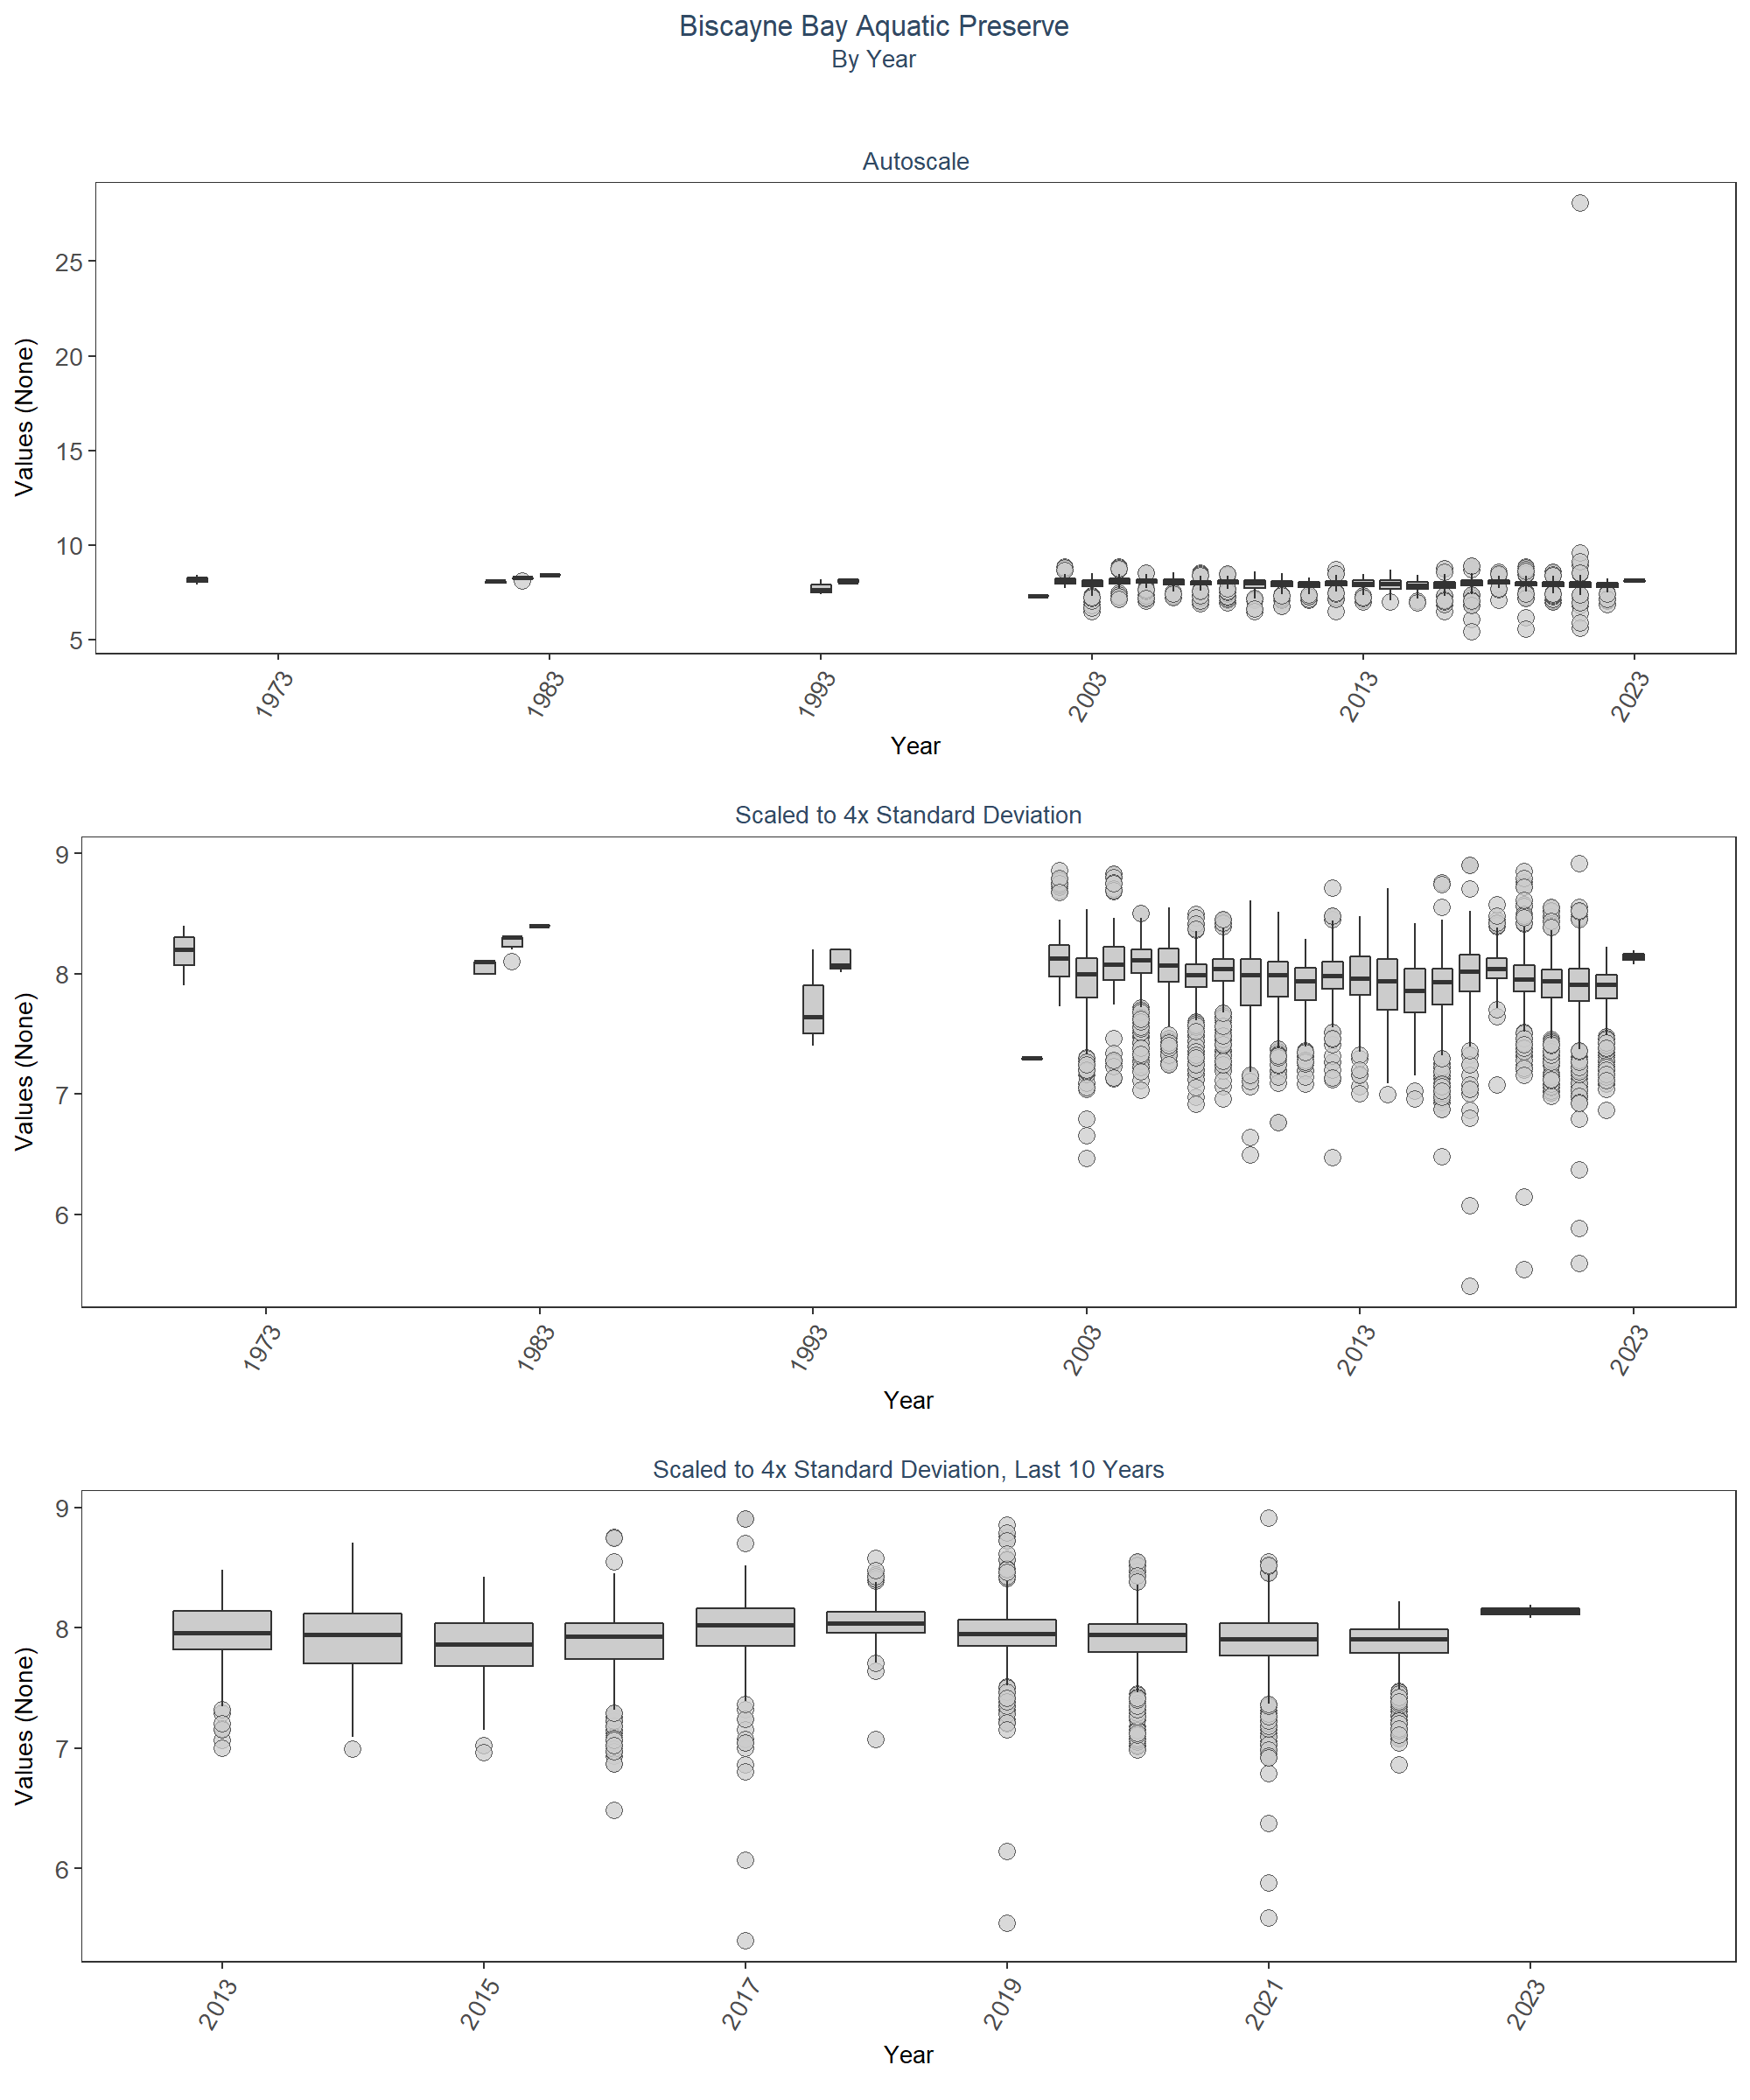 Biscayne Bay Aquatic Preserve
By Year
Autoscale
Values (None)
25
20
15
10
5
1973
1983
1993
2003
2013
2023
Year
Scaled to 4x Standard Deviation
Values (None)
9
8
7
6
1973
1983
1993
2003
2013
2023
Year
Scaled to 4x Standard Deviation, Last 10 Years
Values (None)
9
8
7
6
2013
2015
2017
2019
2021
2023
Year